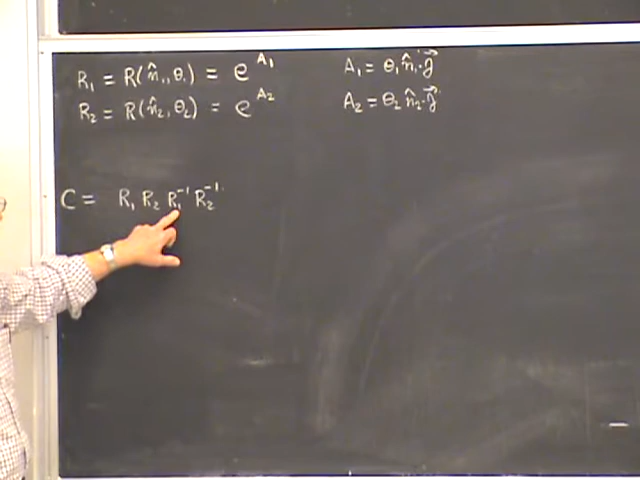 R₁ = R(n̂₁, θ₁) = e^{A₁} A₁ = θ₁ n̂₁·J⃗
R₂ = R(n̂₂, θ₂) = e^{A₂} A₂ = θ₂ n̂₂·J⃗
C = R₁ R₂ R₁⁻¹ R₂⁻¹